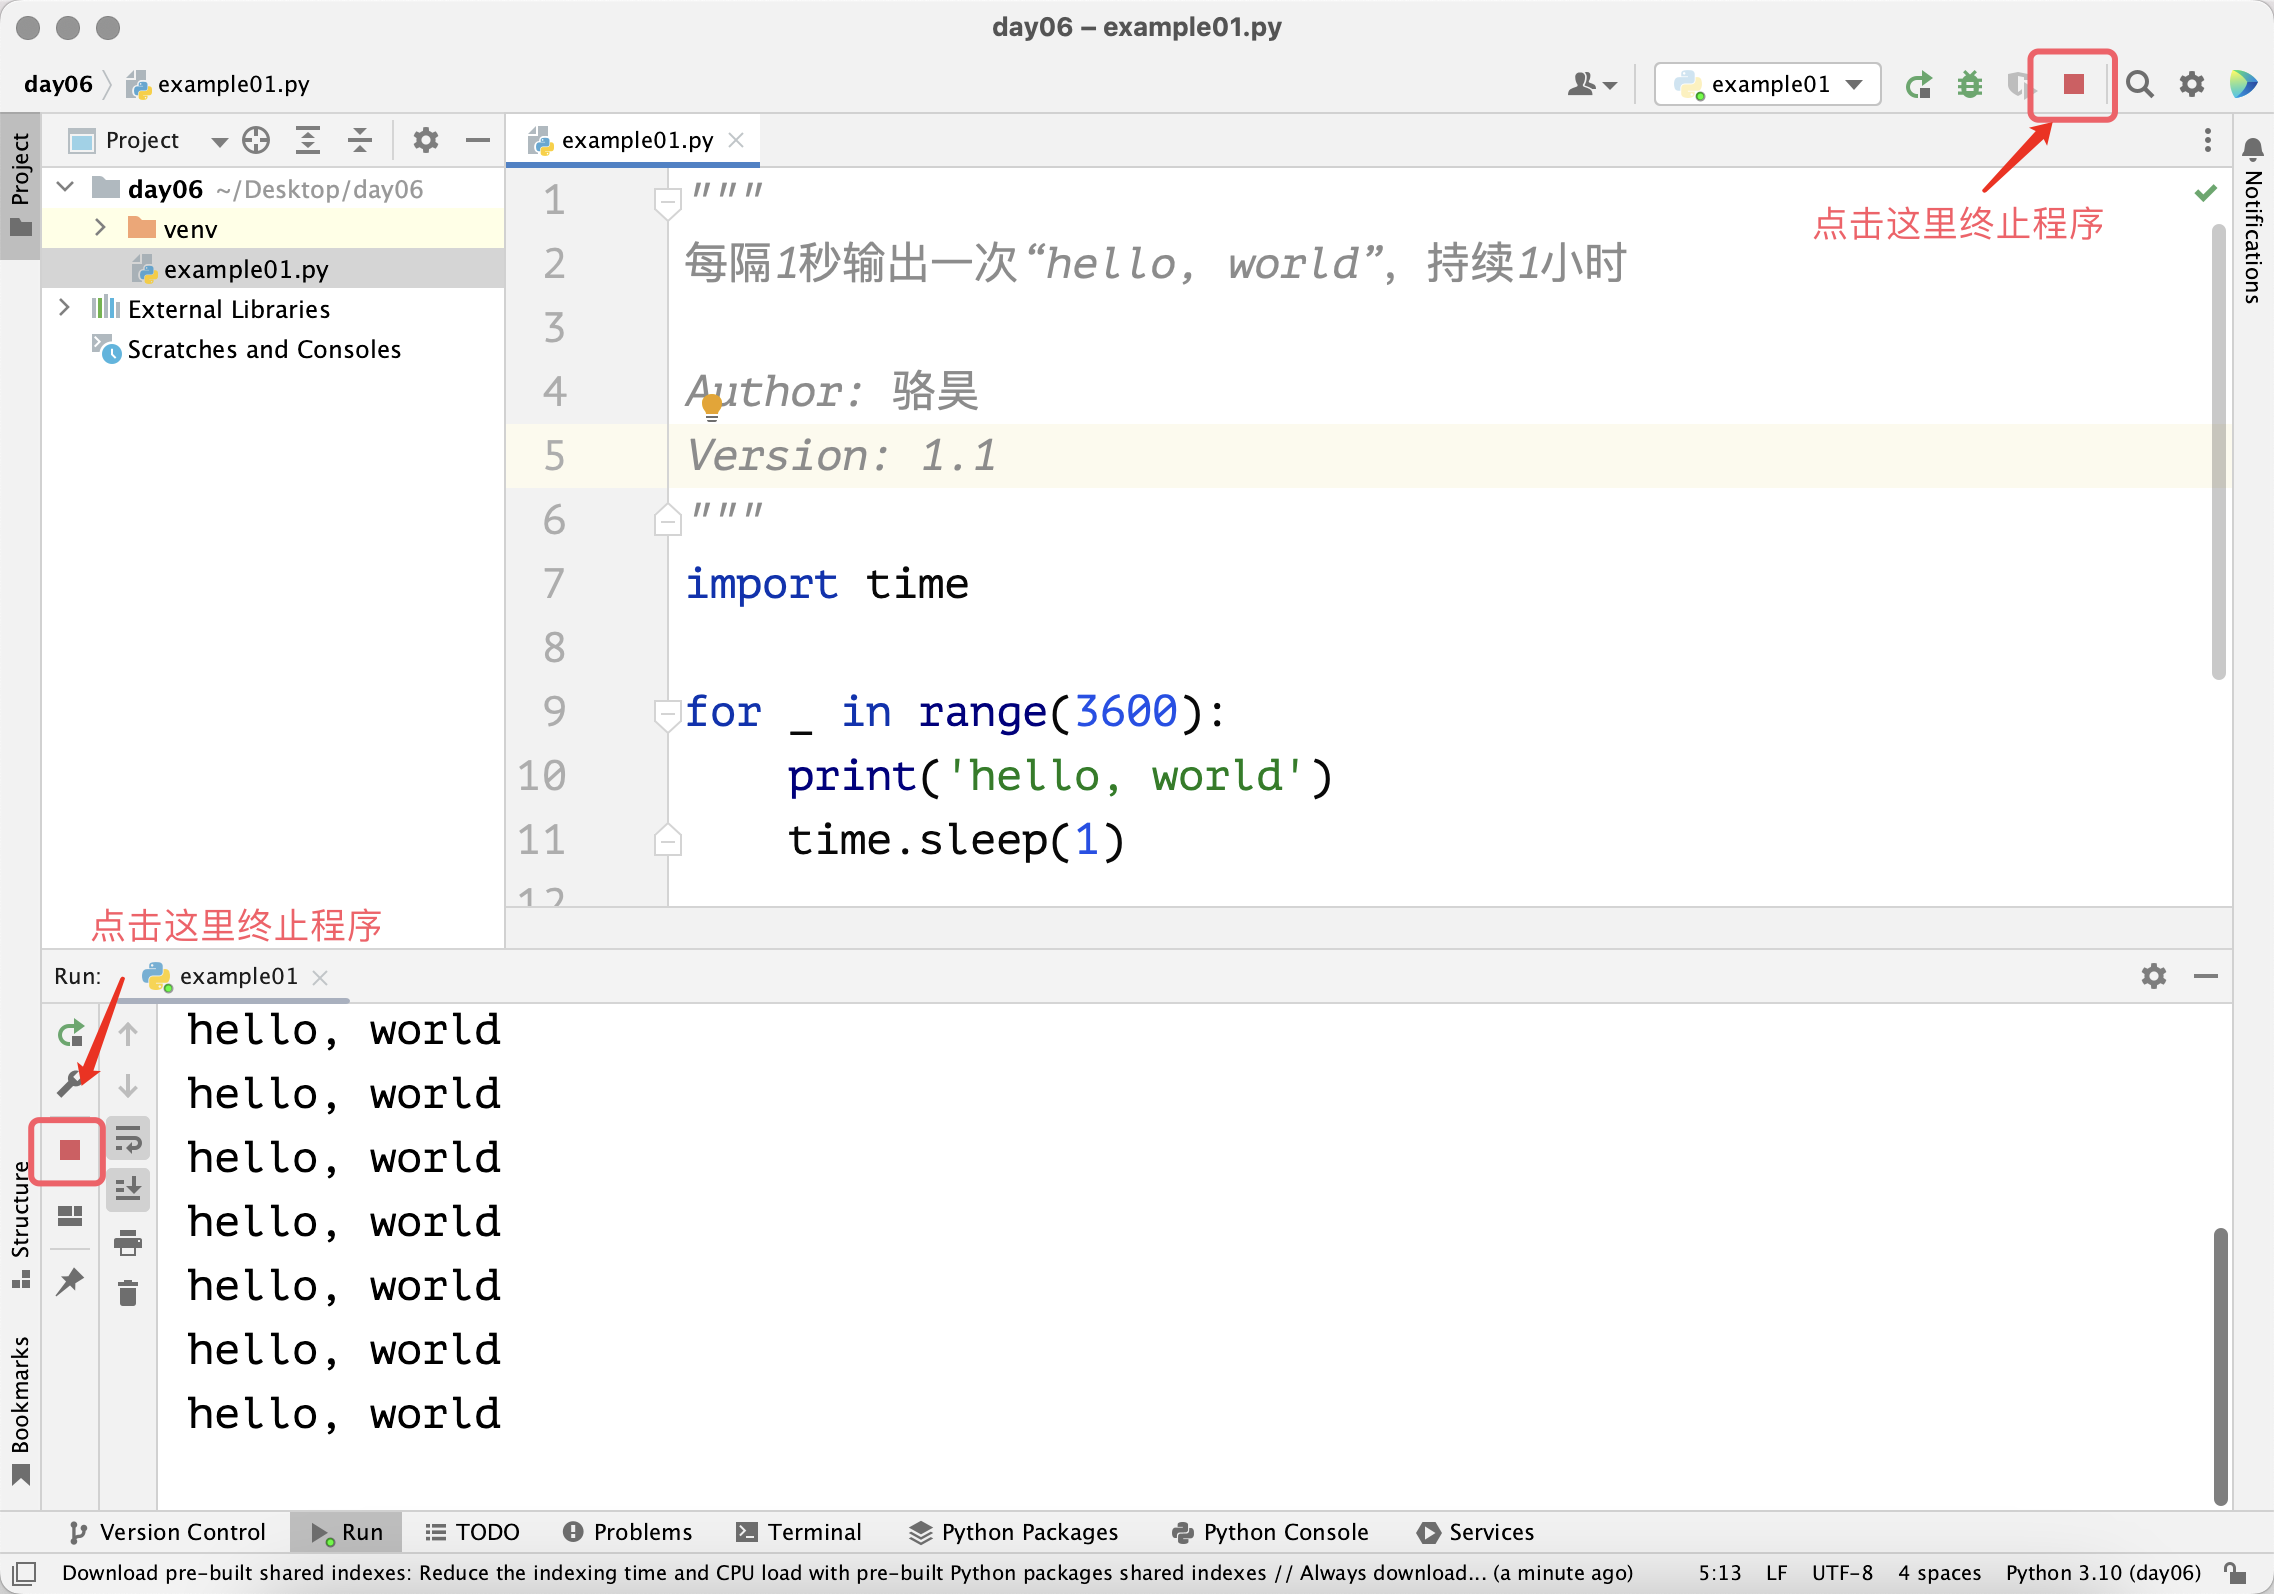 day06 – example01.py
day06 example01.py
example01
Project
example01.py
点击这里终止程序
Project
day06 ~/Desktop/day06
venv
example01.py
External Libraries
Scratches and Consoles
Notifications
1 """
2 每隔1秒输出一次“hello, world”，持续1小时
3
4 Author: 骆昊
5 Version: 1.1
6 """
7 import time
8
9 for _ in range(3600):
10 print('hello, world')
11 time.sleep(1)
12
点击这里终止程序
Run: example01
hello, world
hello, world
hello, world
hello, world
hello, world
hello, world
hello, world
Structure
Bookmarks
Version Control Run TODO Problems Terminal Python Packages Python Console Services
Download pre-built shared indexes: Reduce the indexing time and CPU load with pre-built Python packages shared indexes // Always download... (a minute ago) 5:13 LF UTF-8 4 spaces Python 3.10 (day06)